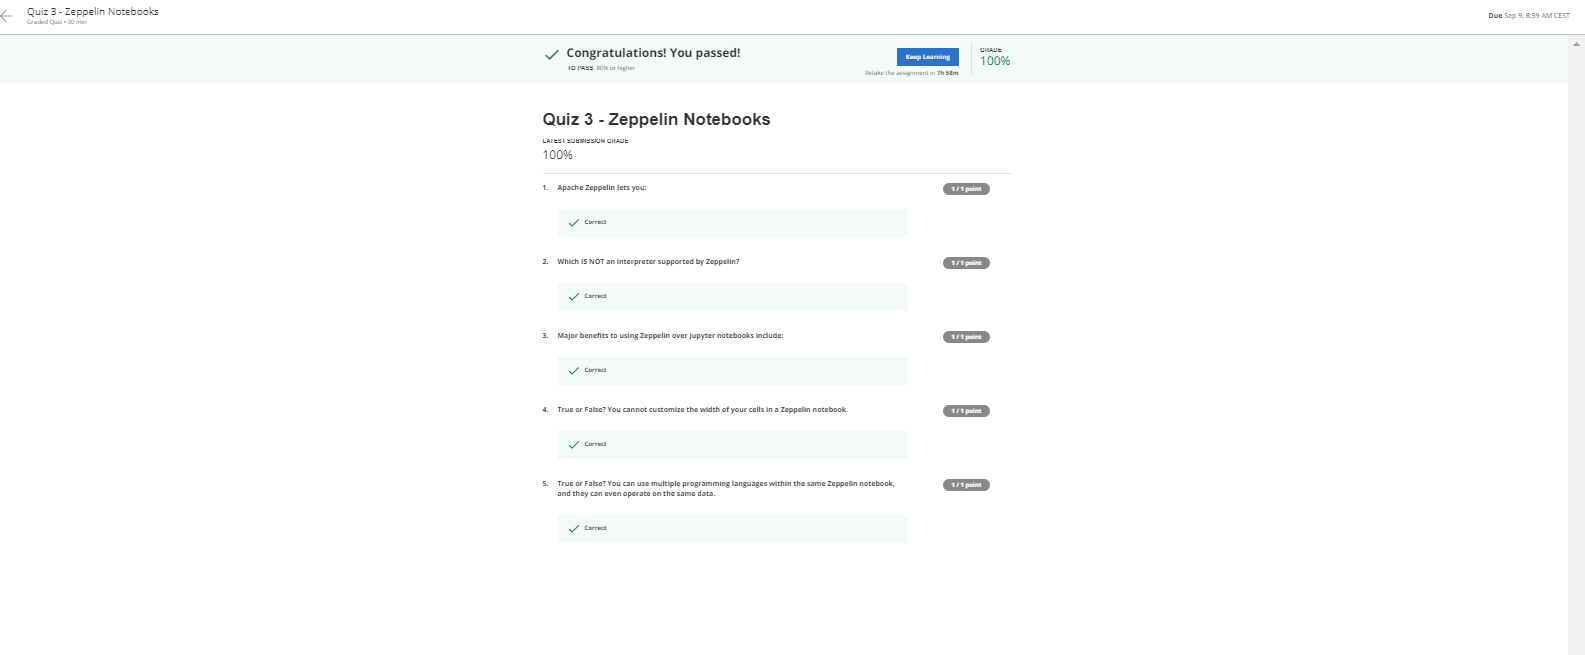 Quiz 3 - Zeppelin Notebooks
Graded Quiz • 30 min
Due Sep 9, 8:59 AM CEST
Congratulations! You passed!
TO PASS 80% or higher
Keep Learning
Retake the assignment in 7h 58m
GRADE
100%
Quiz 3 - Zeppelin Notebooks
LATEST SUBMISSION GRADE
100%
1. Apache Zeppelin lets you:
1 / 1 point
Correct
2. Which IS NOT an interpreter supported by Zeppelin?
1 / 1 point
Correct
3. Major benefits to using Zeppelin over Jupyter notebooks include:
1 / 1 point
Correct
4. True or False? You cannot customize the width of your cells in a Zeppelin notebook.
1 / 1 point
Correct
5. True or False? You can use multiple programming languages within the same Zeppelin notebook,
and they can even operate on the same data.
1 / 1 point
Correct